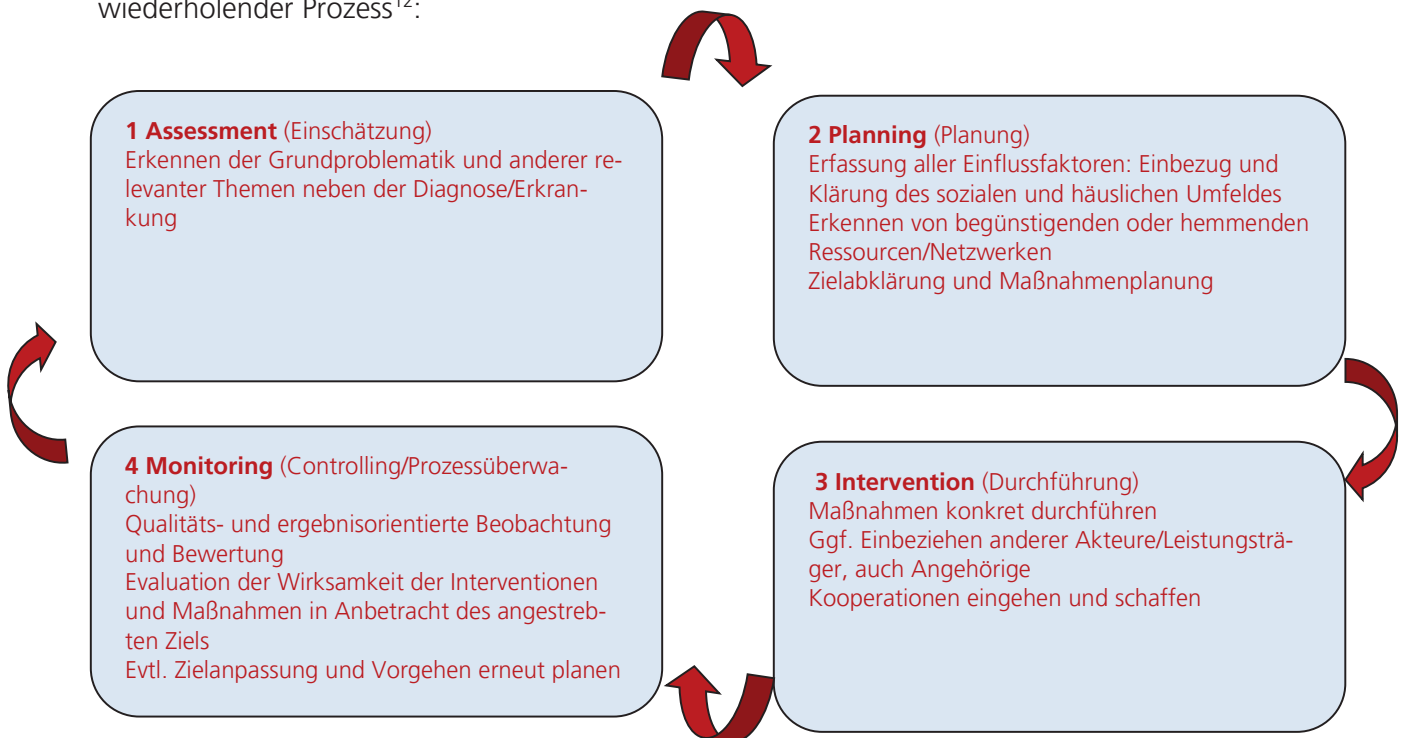 wiederholender Prozess¹²:
1 Assessment (Einschätzung)
Erkennen der Grundproblematik und anderer re-
levanter Themen neben der Diagnose/Erkran-
kung
2 Planning (Planung)
Erfassung aller Einflussfaktoren: Einbezug und
Klärung des sozialen und häuslichen Umfeldes
Erkennen von begünstigenden oder hemmenden
Ressourcen/Netzwerken
Zielabklärung und Maßnahmenplanung
3 Intervention (Durchführung)
Maßnahmen konkret durchführen
Ggf. Einbeziehen anderer Akteure/Leistungsträ-
ger, auch Angehörige
Kooperationen eingehen und schaffen
4 Monitoring (Controlling/Prozessüberwa-
chung)
Qualitäts- und ergebnisorientierte Beobachtung
und Bewertung
Evaluation der Wirksamkeit der Interventionen
und Maßnahmen in Anbetracht des angestreb-
ten Ziels
Evtl. Zielanpassung und Vorgehen erneut planen